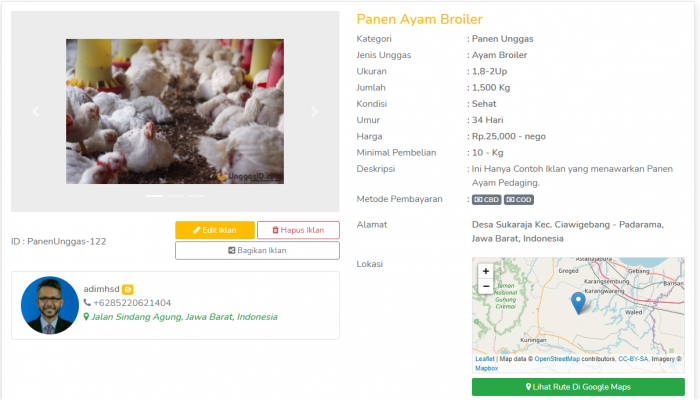 Panen Ayam Broiler
Kategori : Panen Unggas
Jenis Unggas : Ayam Broiler
Ukuran : 1,8-2Up
Jumlah : 1,500 Kg
Kondisi : Sehat
Umur : 34 Hari
Harga : Rp.25,000 - nego
Minimal Pembelian : 10 - Kg
Deskripsi : Ini Hanya Contoh Iklan yang menawarkan Panen
Ayam Pedaging.
Metode Pembayaran : CBD COD
Alamat Desa Sukaraja Kec. Ciawigebang - Padarama,
Jawa Barat, Indonesia
Lokasi
+
−
Astanajapura
Greged
Gebang
Karangsembung
Karangwareng
Taman
Nasional
Gunung
Ciremai
Waled
Kuningan
Leaflet | Map data © OpenStreetMap contributors, CC-BY-SA, Imagery ©
Mapbox
Lihat Rute Di Google Maps
UnggasID.com
ID : PanenUnggas-122
Edit Iklan
Hapus Iklan
Bagikan Iklan
adimhsd
+6285220621404
Jalan Sindang Agung, Jawa Barat, Indonesia